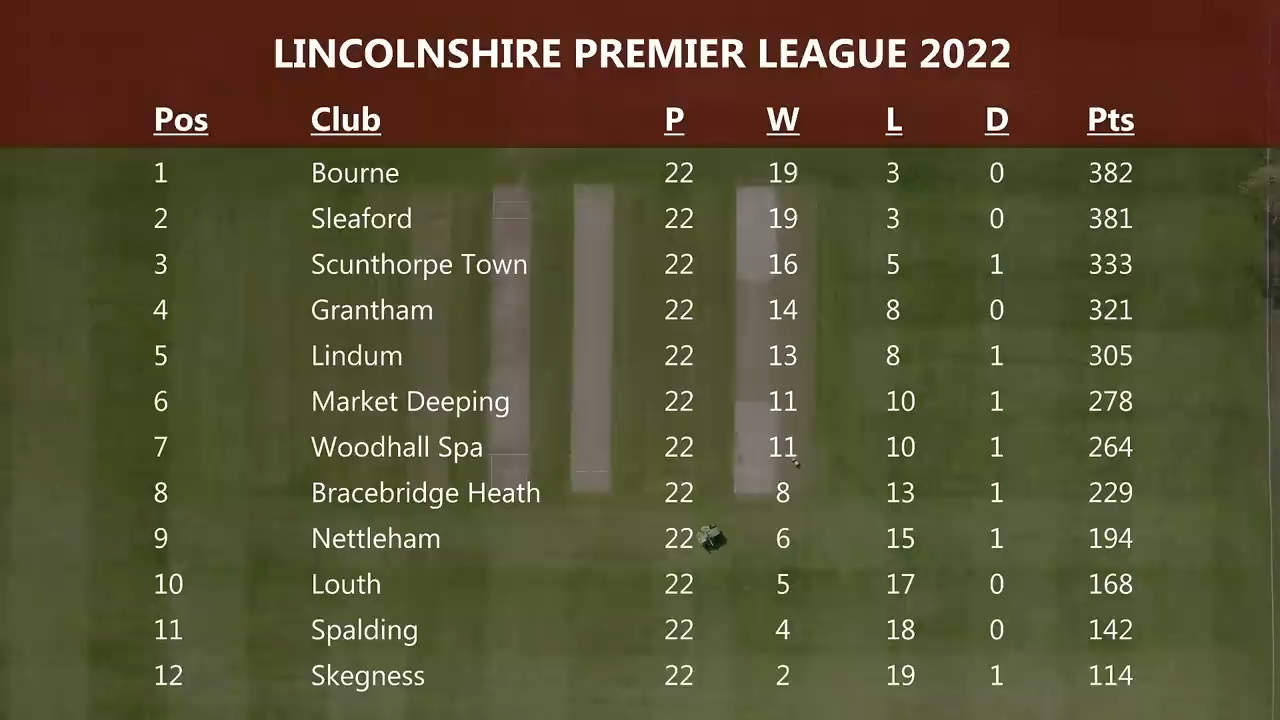 LINCOLNSHIRE PREMIER LEAGUE 2022
Pos Club P W L D Pts
1 Bourne 22 19 3 0 382
2 Sleaford 22 19 3 0 381
3 Scunthorpe Town 22 16 5 1 333
4 Grantham 22 14 8 0 321
5 Lindum 22 13 8 1 305
6 Market Deeping 22 11 10 1 278
7 Woodhall Spa 22 11 10 1 264
8 Bracebridge Heath 22 8 13 1 229
9 Nettleham 22 6 15 1 194
10 Louth 22 5 17 0 168
11 Spalding 22 4 18 0 142
12 Skegness 22 2 19 1 114